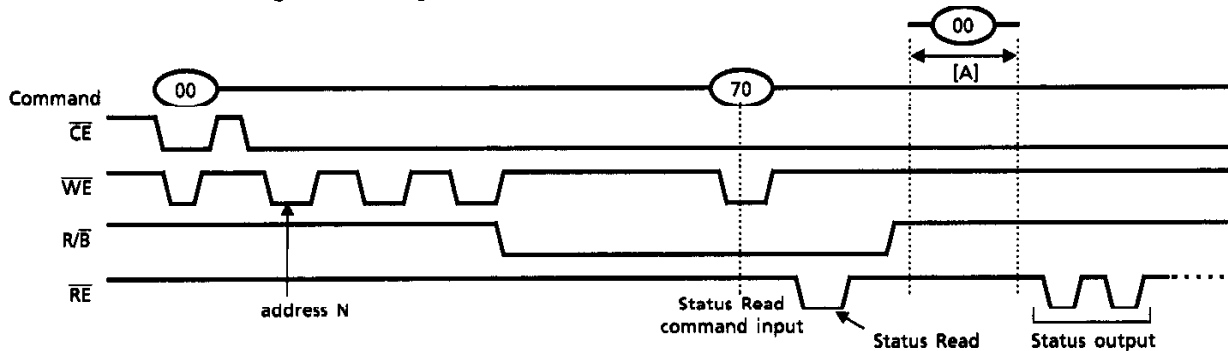 00
[A]
00
70
Command
CE
WE
R/B
RE
address N
Status Read
command input
Status Read
Status output